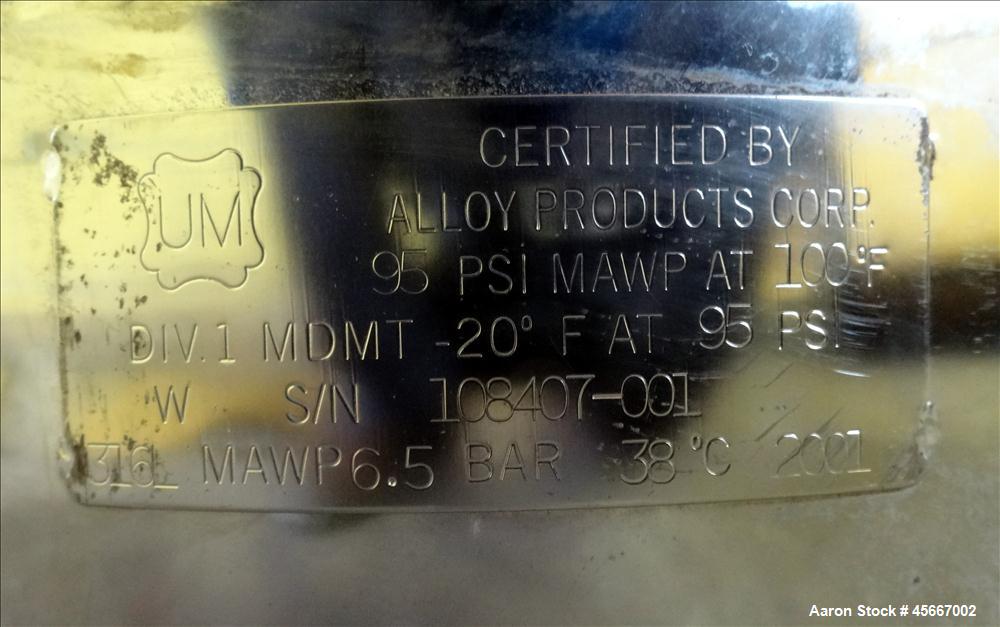 CERTIFIED BY
UM
ALLOY PRODUCTS CORP.
95 PSI MAWP AT 100°F
DIV.1 MDMT -20° F AT 95 PSI
W S/N 108407-001
316L MAWP 6.5 BAR 38°C 2001
Aaron Stock # 45667002